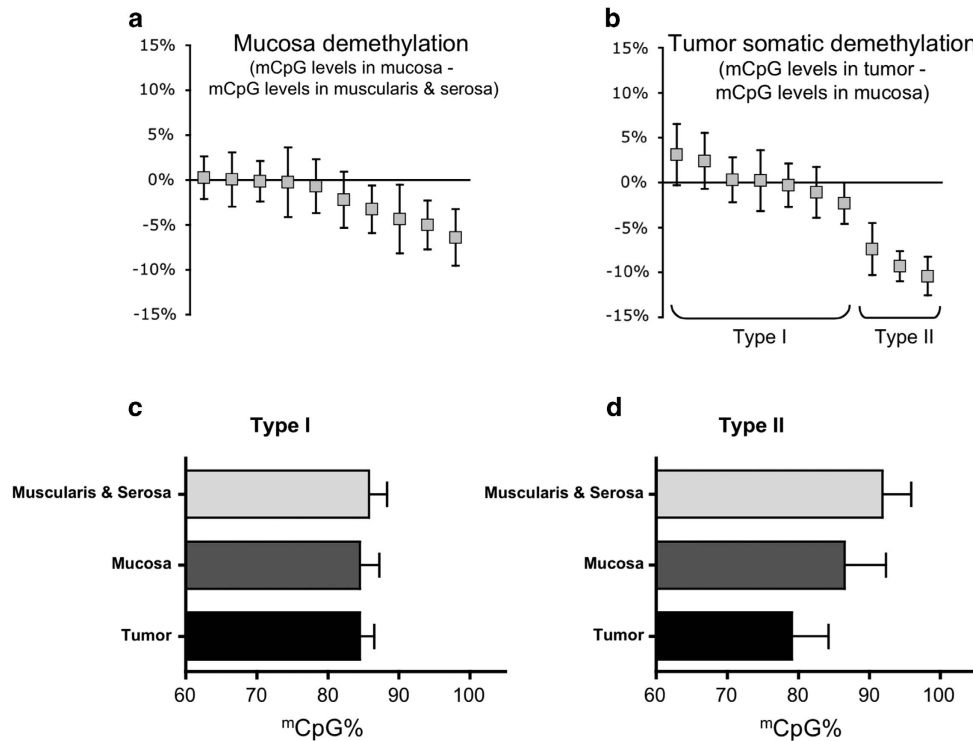 a
Mucosa demethylation
(mCpG levels in mucosa -
mCpG levels in muscularis & serosa)
15%
10%
5%
0%
-5%
-10%
-15%
b
Tumor somatic demethylation
(mCpG levels in tumor -
mCpG levels in mucosa)
15%
10%
5%
0%
-5%
-10%
-15%
Type I
Type II
c
Type I
Muscularis & Serosa
Mucosa
Tumor
60 70 80 90 100
ᵐCpG%
d
Type II
Muscularis & Serosa
Mucosa
Tumor
60 70 80 90 100
ᵐCpG%